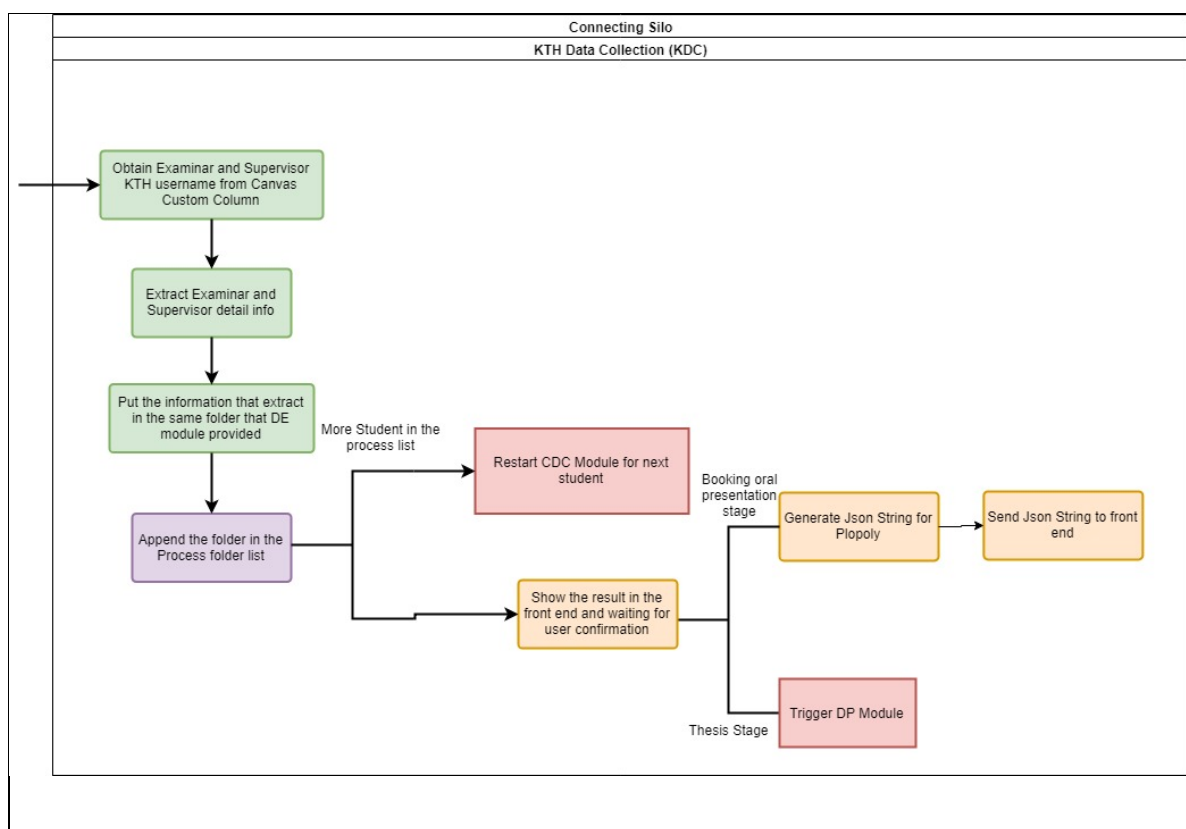 Connecting Silo
KTH Data Collection (KDC)
Obtain Examinar and Supervisor
KTH username from Canvas
Custom Column
Extract Examinar and
Supervisor detail info
Put the information that extract
in the same folder that DE
module provided
Append the folder in the
Process folder list
More Student in the
process list
Restart CDC Module for next
student
Show the result in the
front end and waiting for
user confirmation
Booking oral
presentation
stage
Generate Json String for
Plopoly
Send Json String to front
end
Thesis Stage
Trigger DP Module